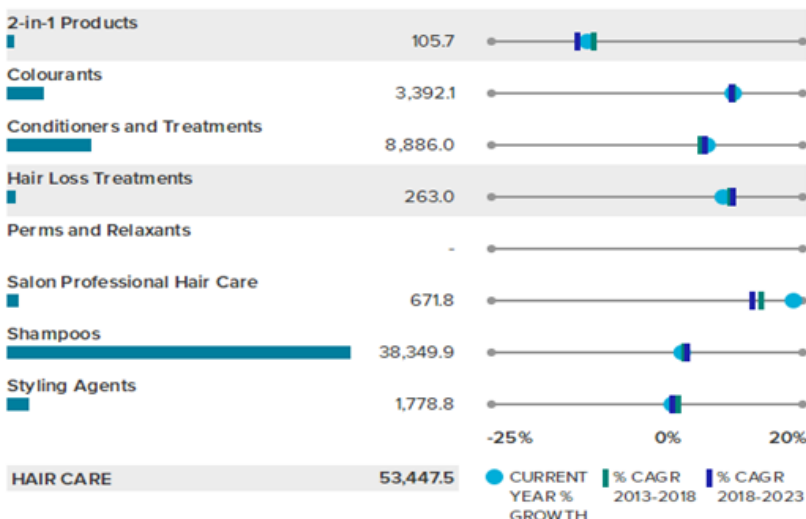 2-in-1 Products
105.7
Colourants
3,392.1
Conditioners and Treatments
8,886.0
Hair Loss Treatments
263.0
Perms and Relaxants
-
Salon Professional Hair Care
671.8
Shampoos
38,349.9
Styling Agents
1,778.8
-25% 0% 20%
HAIR CARE 53,447.5
CURRENT YEAR % GROWTH
% CAGR 2013-2018
% CAGR 2018-2023